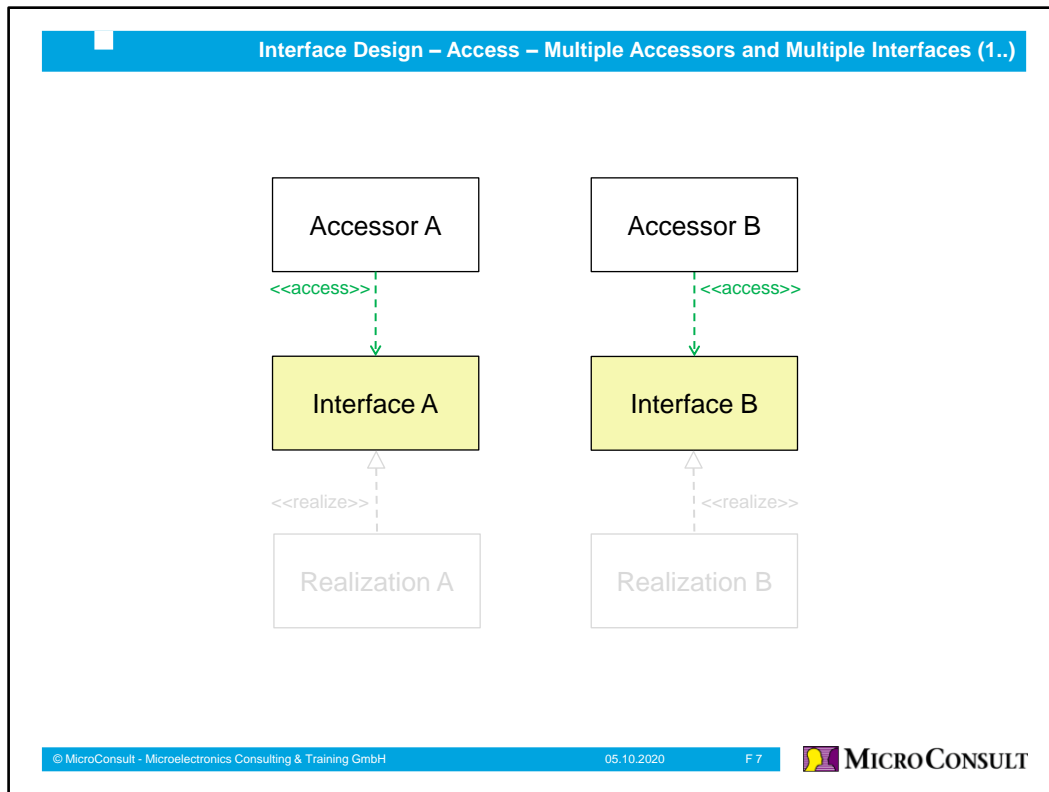 Interface Design – Access – Multiple Accessors and Multiple Interfaces (1..)
Accessor A
Accessor B
<<access>>
<<access>>
Interface A
Interface B
<<realize>>
<<realize>>
Realization A
Realization B
© MicroConsult - Microelectronics Consulting & Training GmbH
05.10.2020
F 7
MICROCONSULT